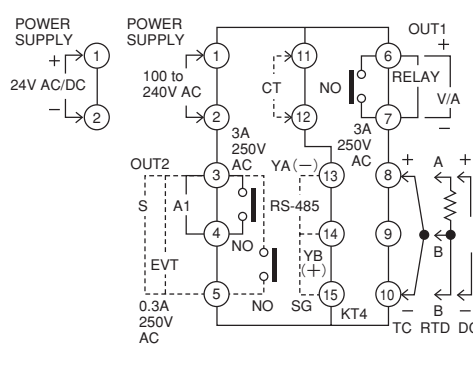 POWER
SUPPLY
+
1
24V AC/DC
−
2
POWER
SUPPLY
1
100 to
240V AC
2
3A
250V
AC
OUT2
3
S
A1
4
NO
EVT
5
NO
0.3A
250V
AC
11
CT
12
YA(−)
13
RS-485
14
YB
(+)
15
SG
KT4
OUT1
6
+
RELAY
NO
V/A
7
−
3A
250V
AC
8
+
A
+
9
B
10
−
B
−
TC
RTD